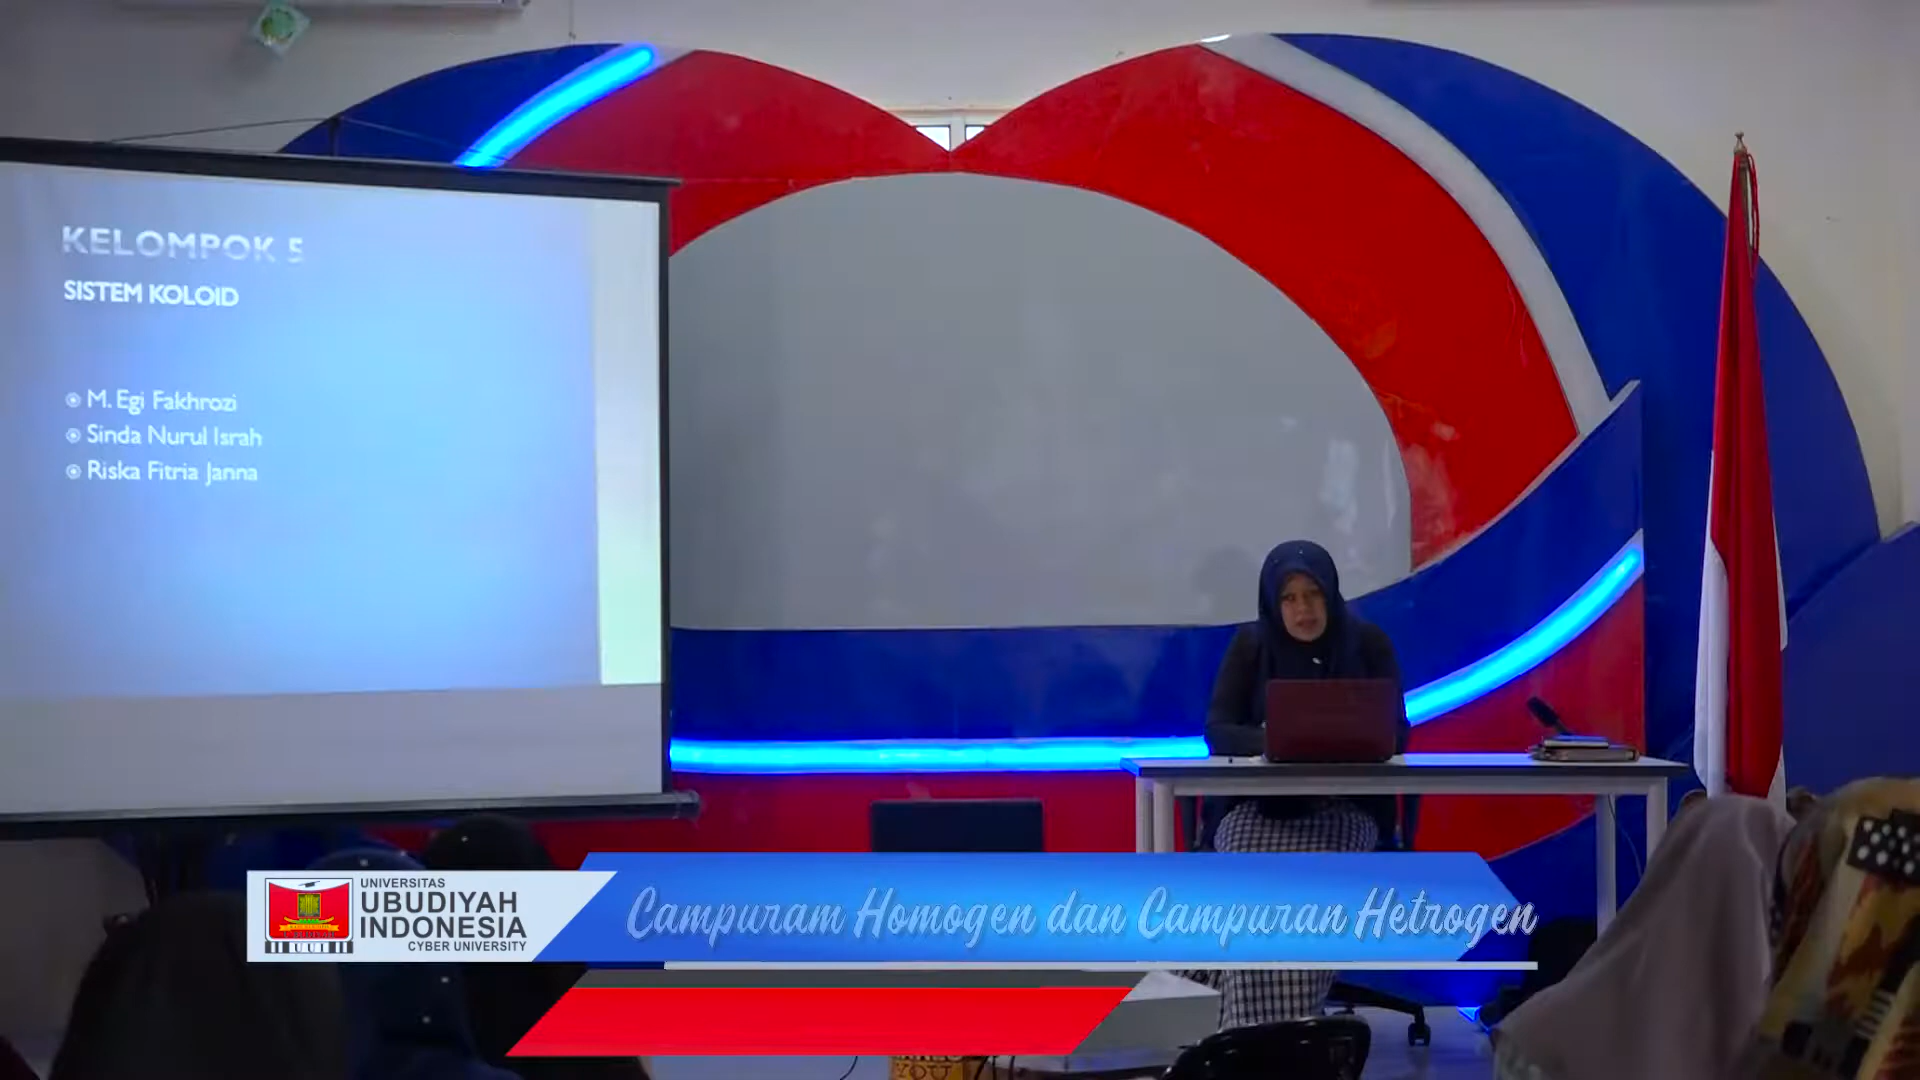 KELOMPOK 5
SISTEM KOLOID
M. Egi Fakhrozi
Sinda Nurul Israh
Riska Fitria Janna
UNIVERSITAS
UBUDIYAH
INDONESIA
CYBER UNIVERSITY
Campuram Homogen dan Campuran Hetrogen
YOU